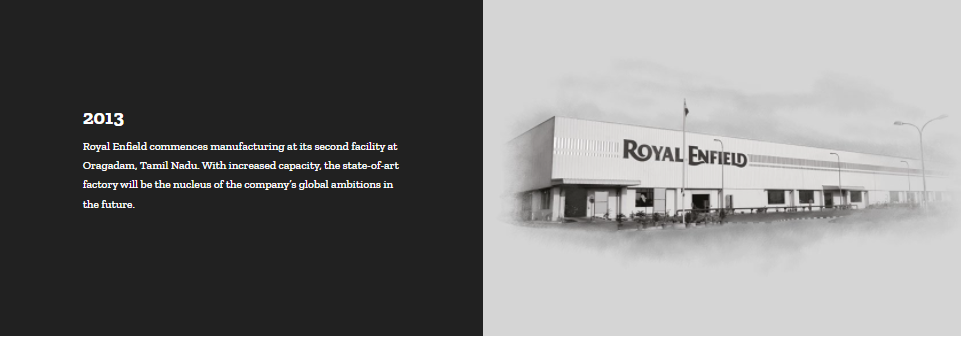 2013
Royal Enfield commences manufacturing at its second facility at
Oragadam, Tamil Nadu. With increased capacity, the state-of-art
factory will be the nucleus of the company's global ambitions in
the future.
ROYAL ENFIELD